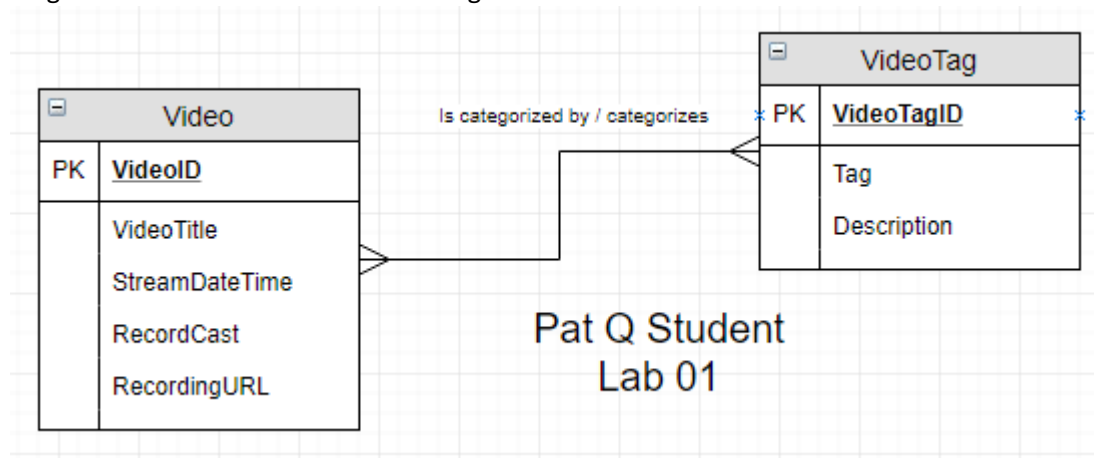 Video
PK VideoID
VideoTitle
StreamDateTime
RecordCast
RecordingURL
Is categorized by / categorizes
VideoTag
PK VideoTagID
Tag
Description
Pat Q Student
Lab 01